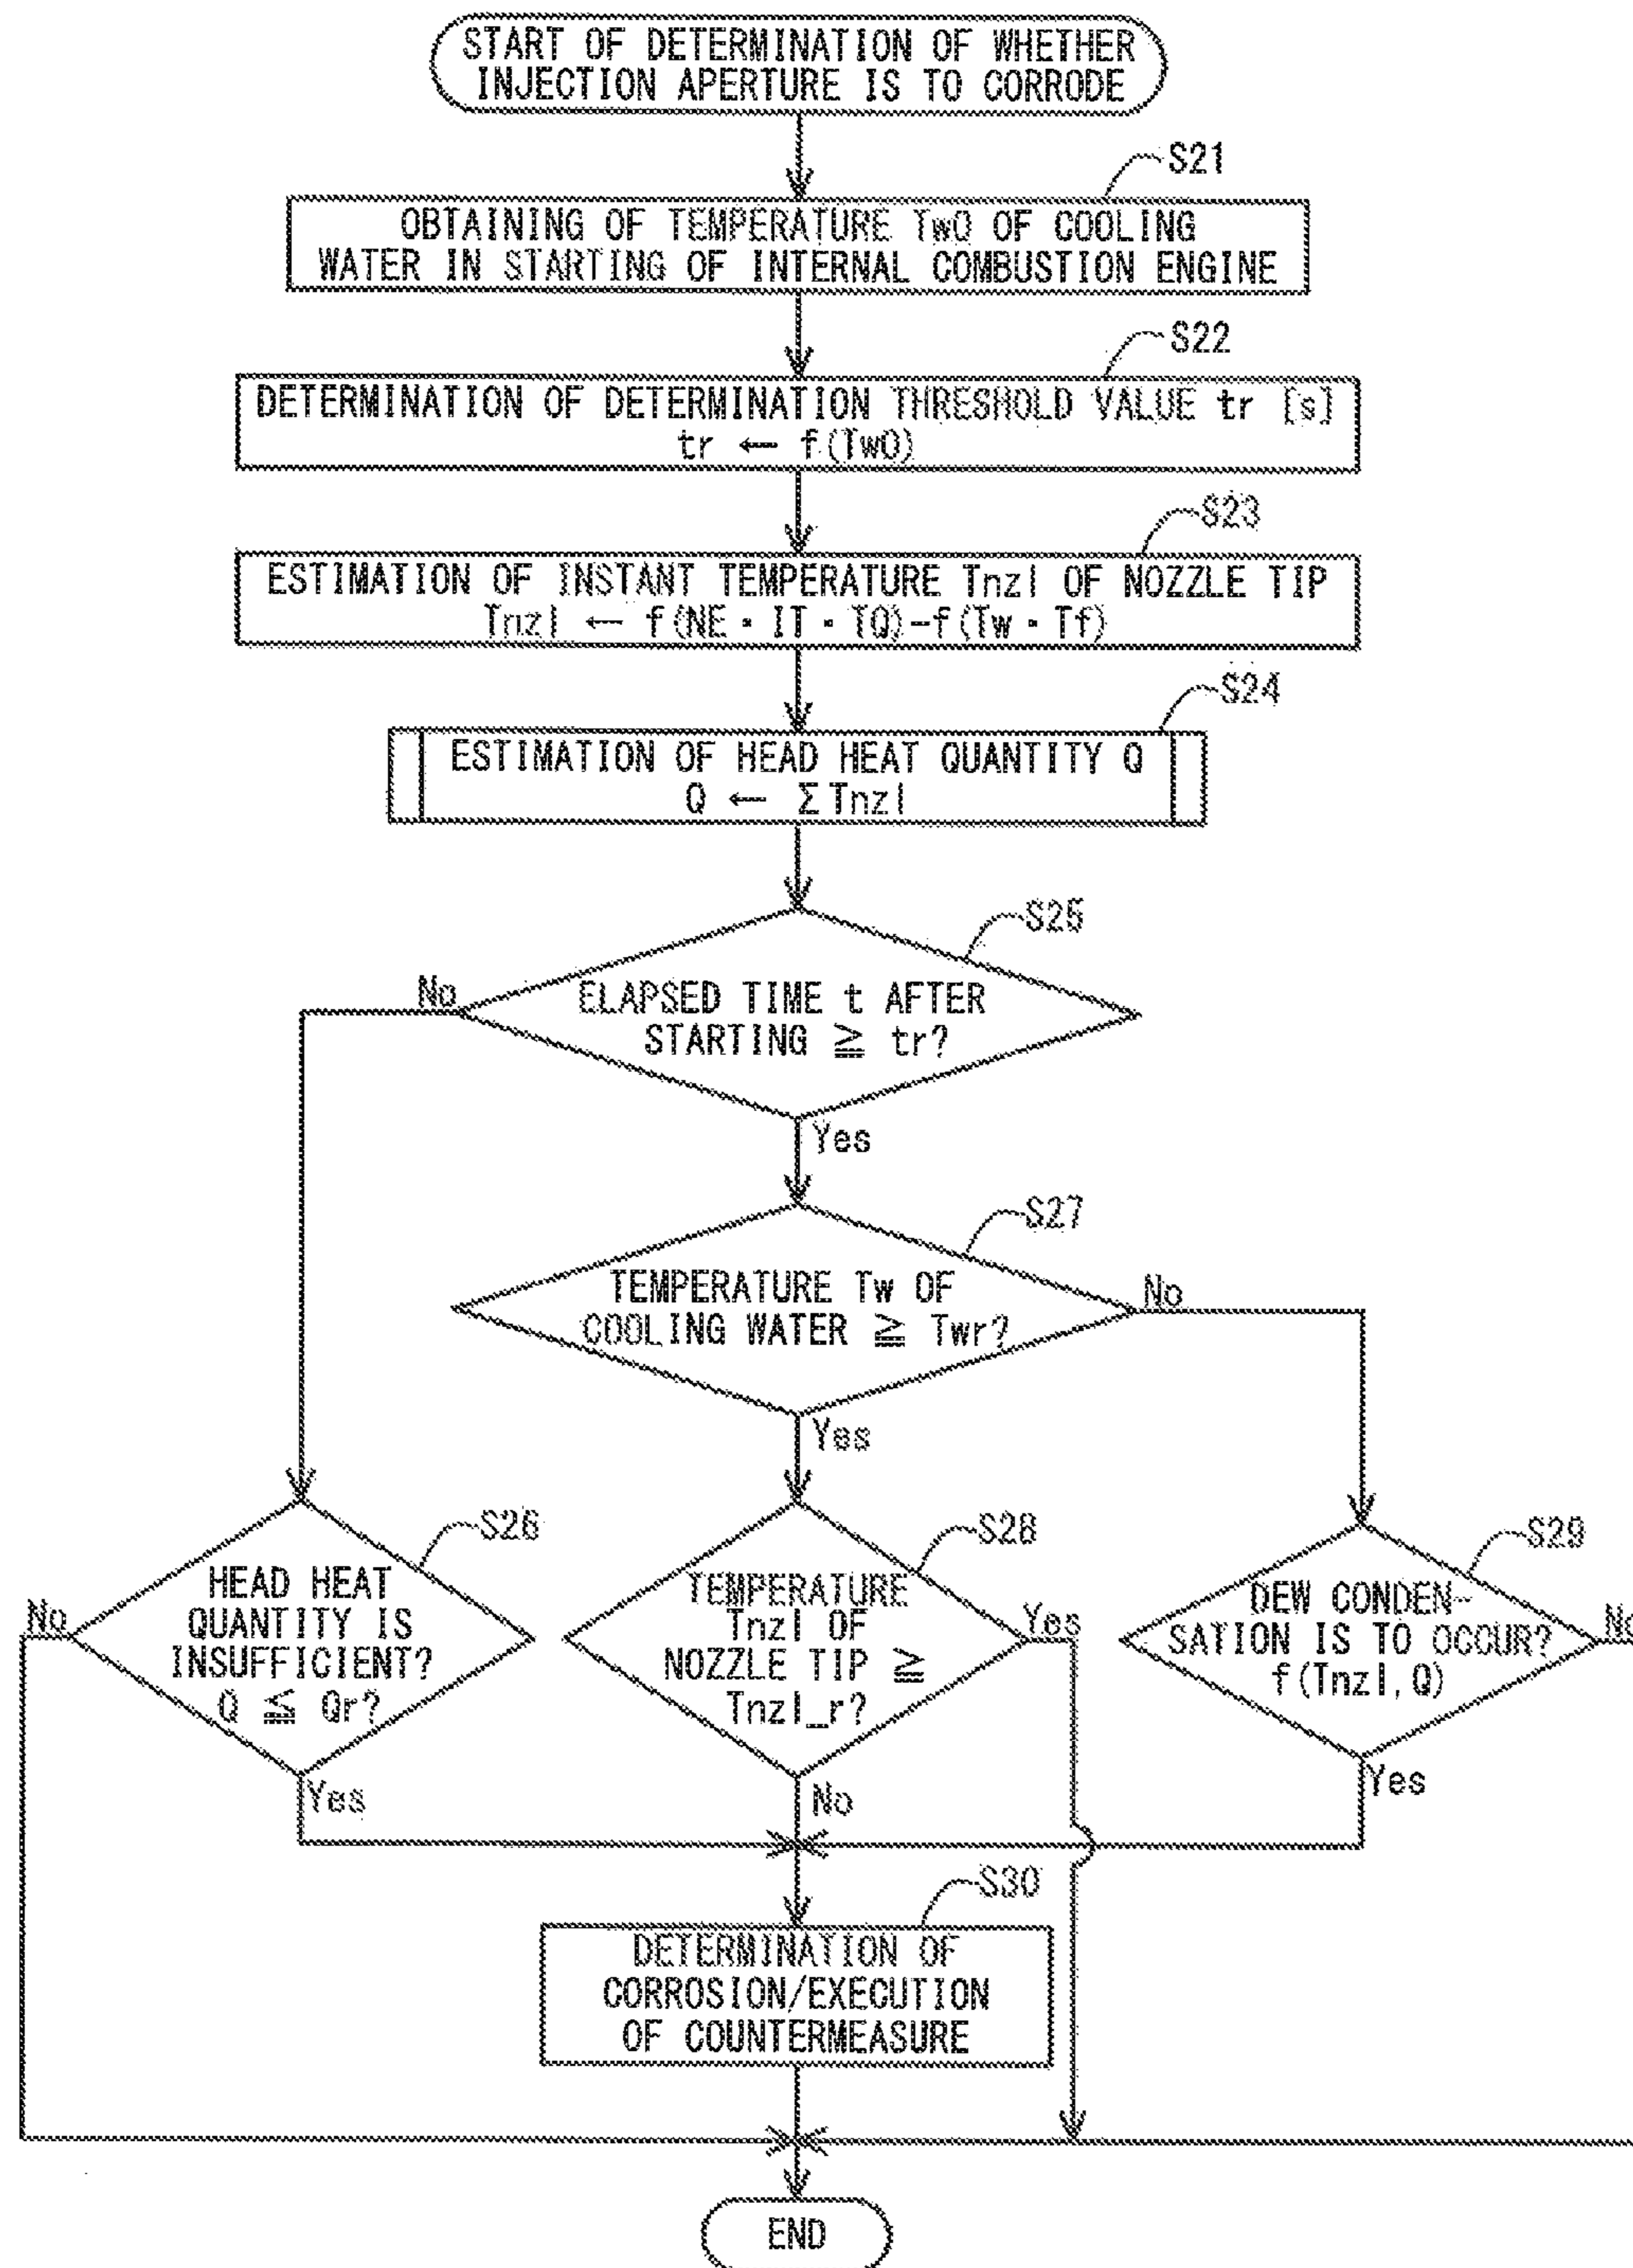 START OF DETERMINATION OF WHETHER
INJECTION APERTURE IS TO CORRODE
S21
OBTAINING OF TEMPERATURE Tw0 OF COOLING
WATER IN STARTING OF INTERNAL COMBUSTION ENGINE
S22
DETERMINATION OF DETERMINATION THRESHOLD VALUE tr [s]
tr ← f(Tw0)
S23
ESTIMATION OF INSTANT TEMPERATURE Tnzl OF NOZZLE TIP
Tnzl ← f(NE・IT・TQ)-f(Tw・Tf)
S24
ESTIMATION OF HEAD HEAT QUANTITY Q
Q ← ΣTnzl
S25
No
ELAPSED TIME t AFTER
STARTING ≧ tr?
Yes
S27
TEMPERATURE Tw OF
COOLING WATER ≧ Twr?
No
Yes
S26
No
HEAD HEAT
QUANTITY IS
INSUFFICIENT?
Q ≦ Qr?
Yes
S28
TEMPERATURE
Tnzl OF
NOZZLE TIP ≧
Tnzl_r?
Yes
No
S29
DEW CONDEN-
SATION IS TO OCCUR?
f(Tnzl,Q)
No
Yes
S30
DETERMINATION OF
CORROSION/EXECUTION
OF COUNTERMEASURE
END